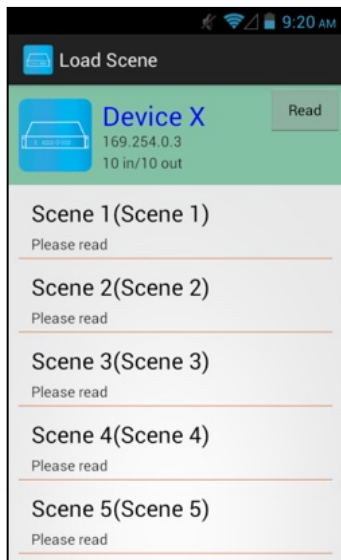 9:20 AM
Load Scene
Device X
Read
169.254.0.3
10 in/10 out
Scene 1(Scene 1)
Please read
Scene 2(Scene 2)
Please read
Scene 3(Scene 3)
Please read
Scene 4(Scene 4)
Please read
Scene 5(Scene 5)
Please read